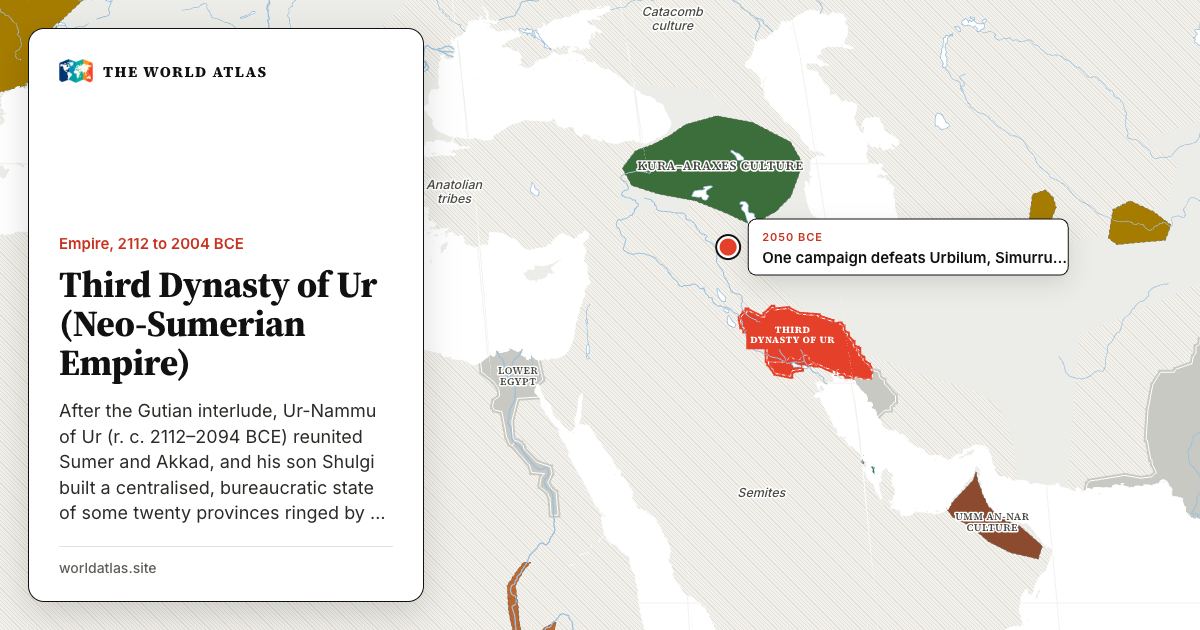 THE WORLD ATLAS
Empire, 2112 to 2004 BCE
Third Dynasty of Ur
(Neo-Sumerian
Empire)
After the Gutian interlude, Ur-Nammu
of Ur (r. c. 2112–2094 BCE) reunited
Sumer and Akkad, and his son Shulgi
built a centralised, bureaucratic state
of some twenty provinces ringed by ...
worldatlas.site
Catacomb
culture
KURA–ARAXES CULTURE
Anatolian
tribes
2050 BCE
One campaign defeats Urbilum, Simurru...
THIRD
DYNASTY OF UR
LOWER
EGYPT
Semites
UMM AN-NAR
CULTURE